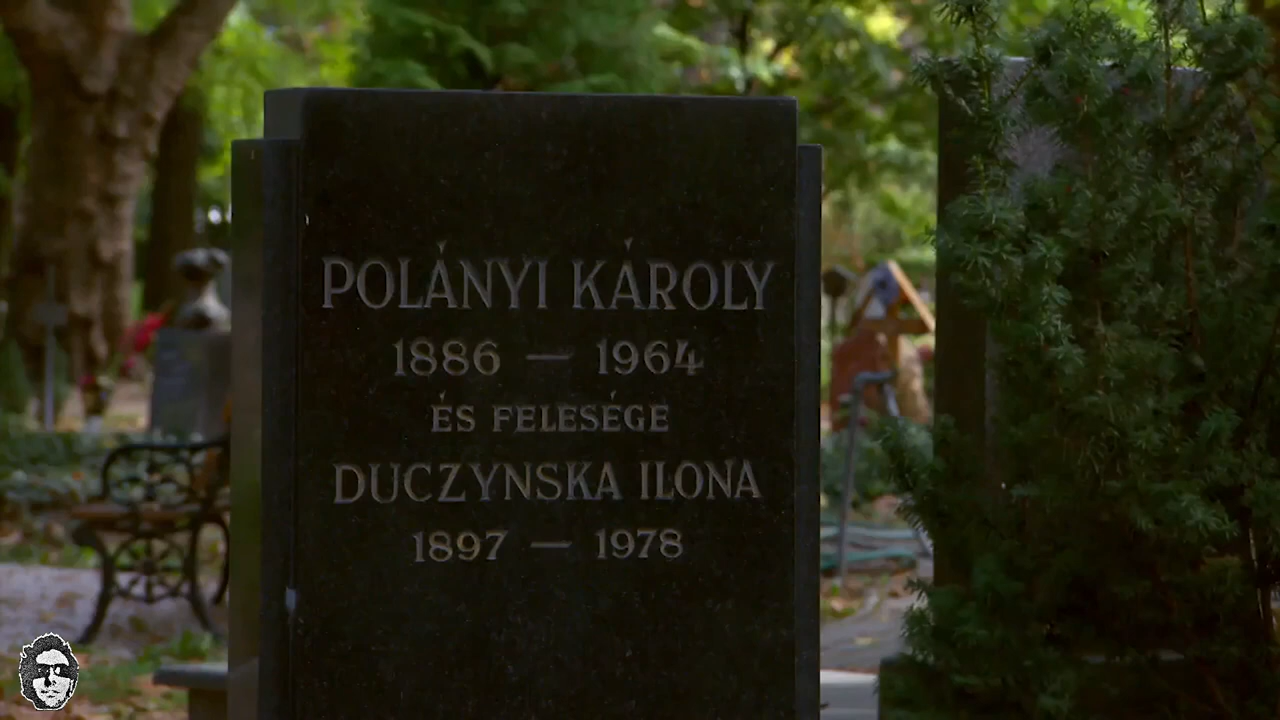 POLÁNYI KÁROLY
1886 — 1964
ÉS FELESÉGE
DUCZYNSKA ILONA
1897 — 1978